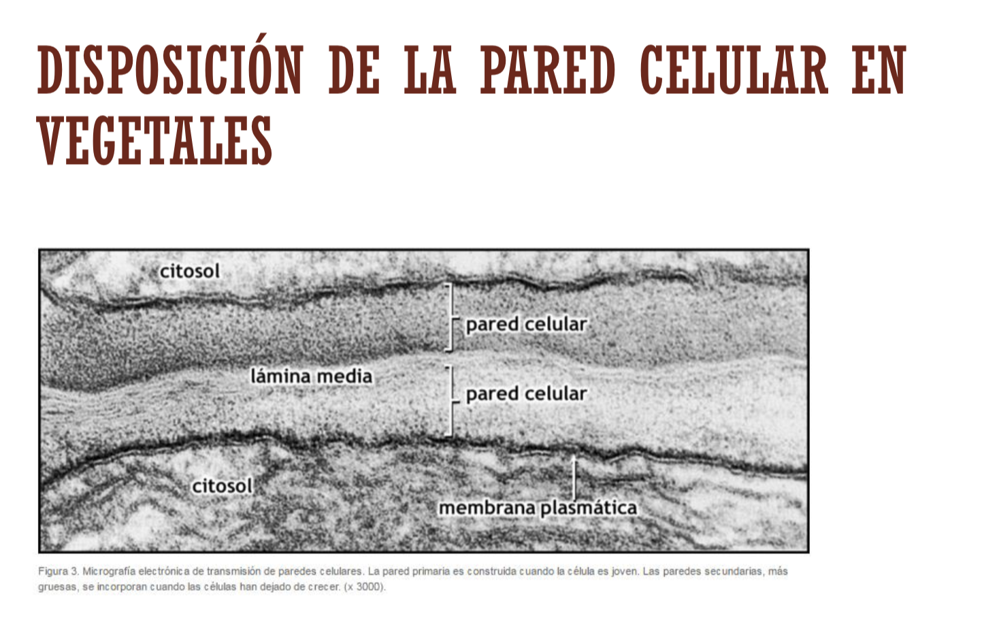 DISPOSICIÓN DE LA PARED CELULAR EN
VEGETALES
citosol
pared celular
lámina media
pared celular
citosol
membrana plasmática
Figura 3. Micrografía electrónica de transmisión de paredes celulares. La pared primaria es construida cuando la célula es joven. Las paredes secundarias, más
gruesas, se incorporan cuando las células han dejado de crecer. (x 3000).